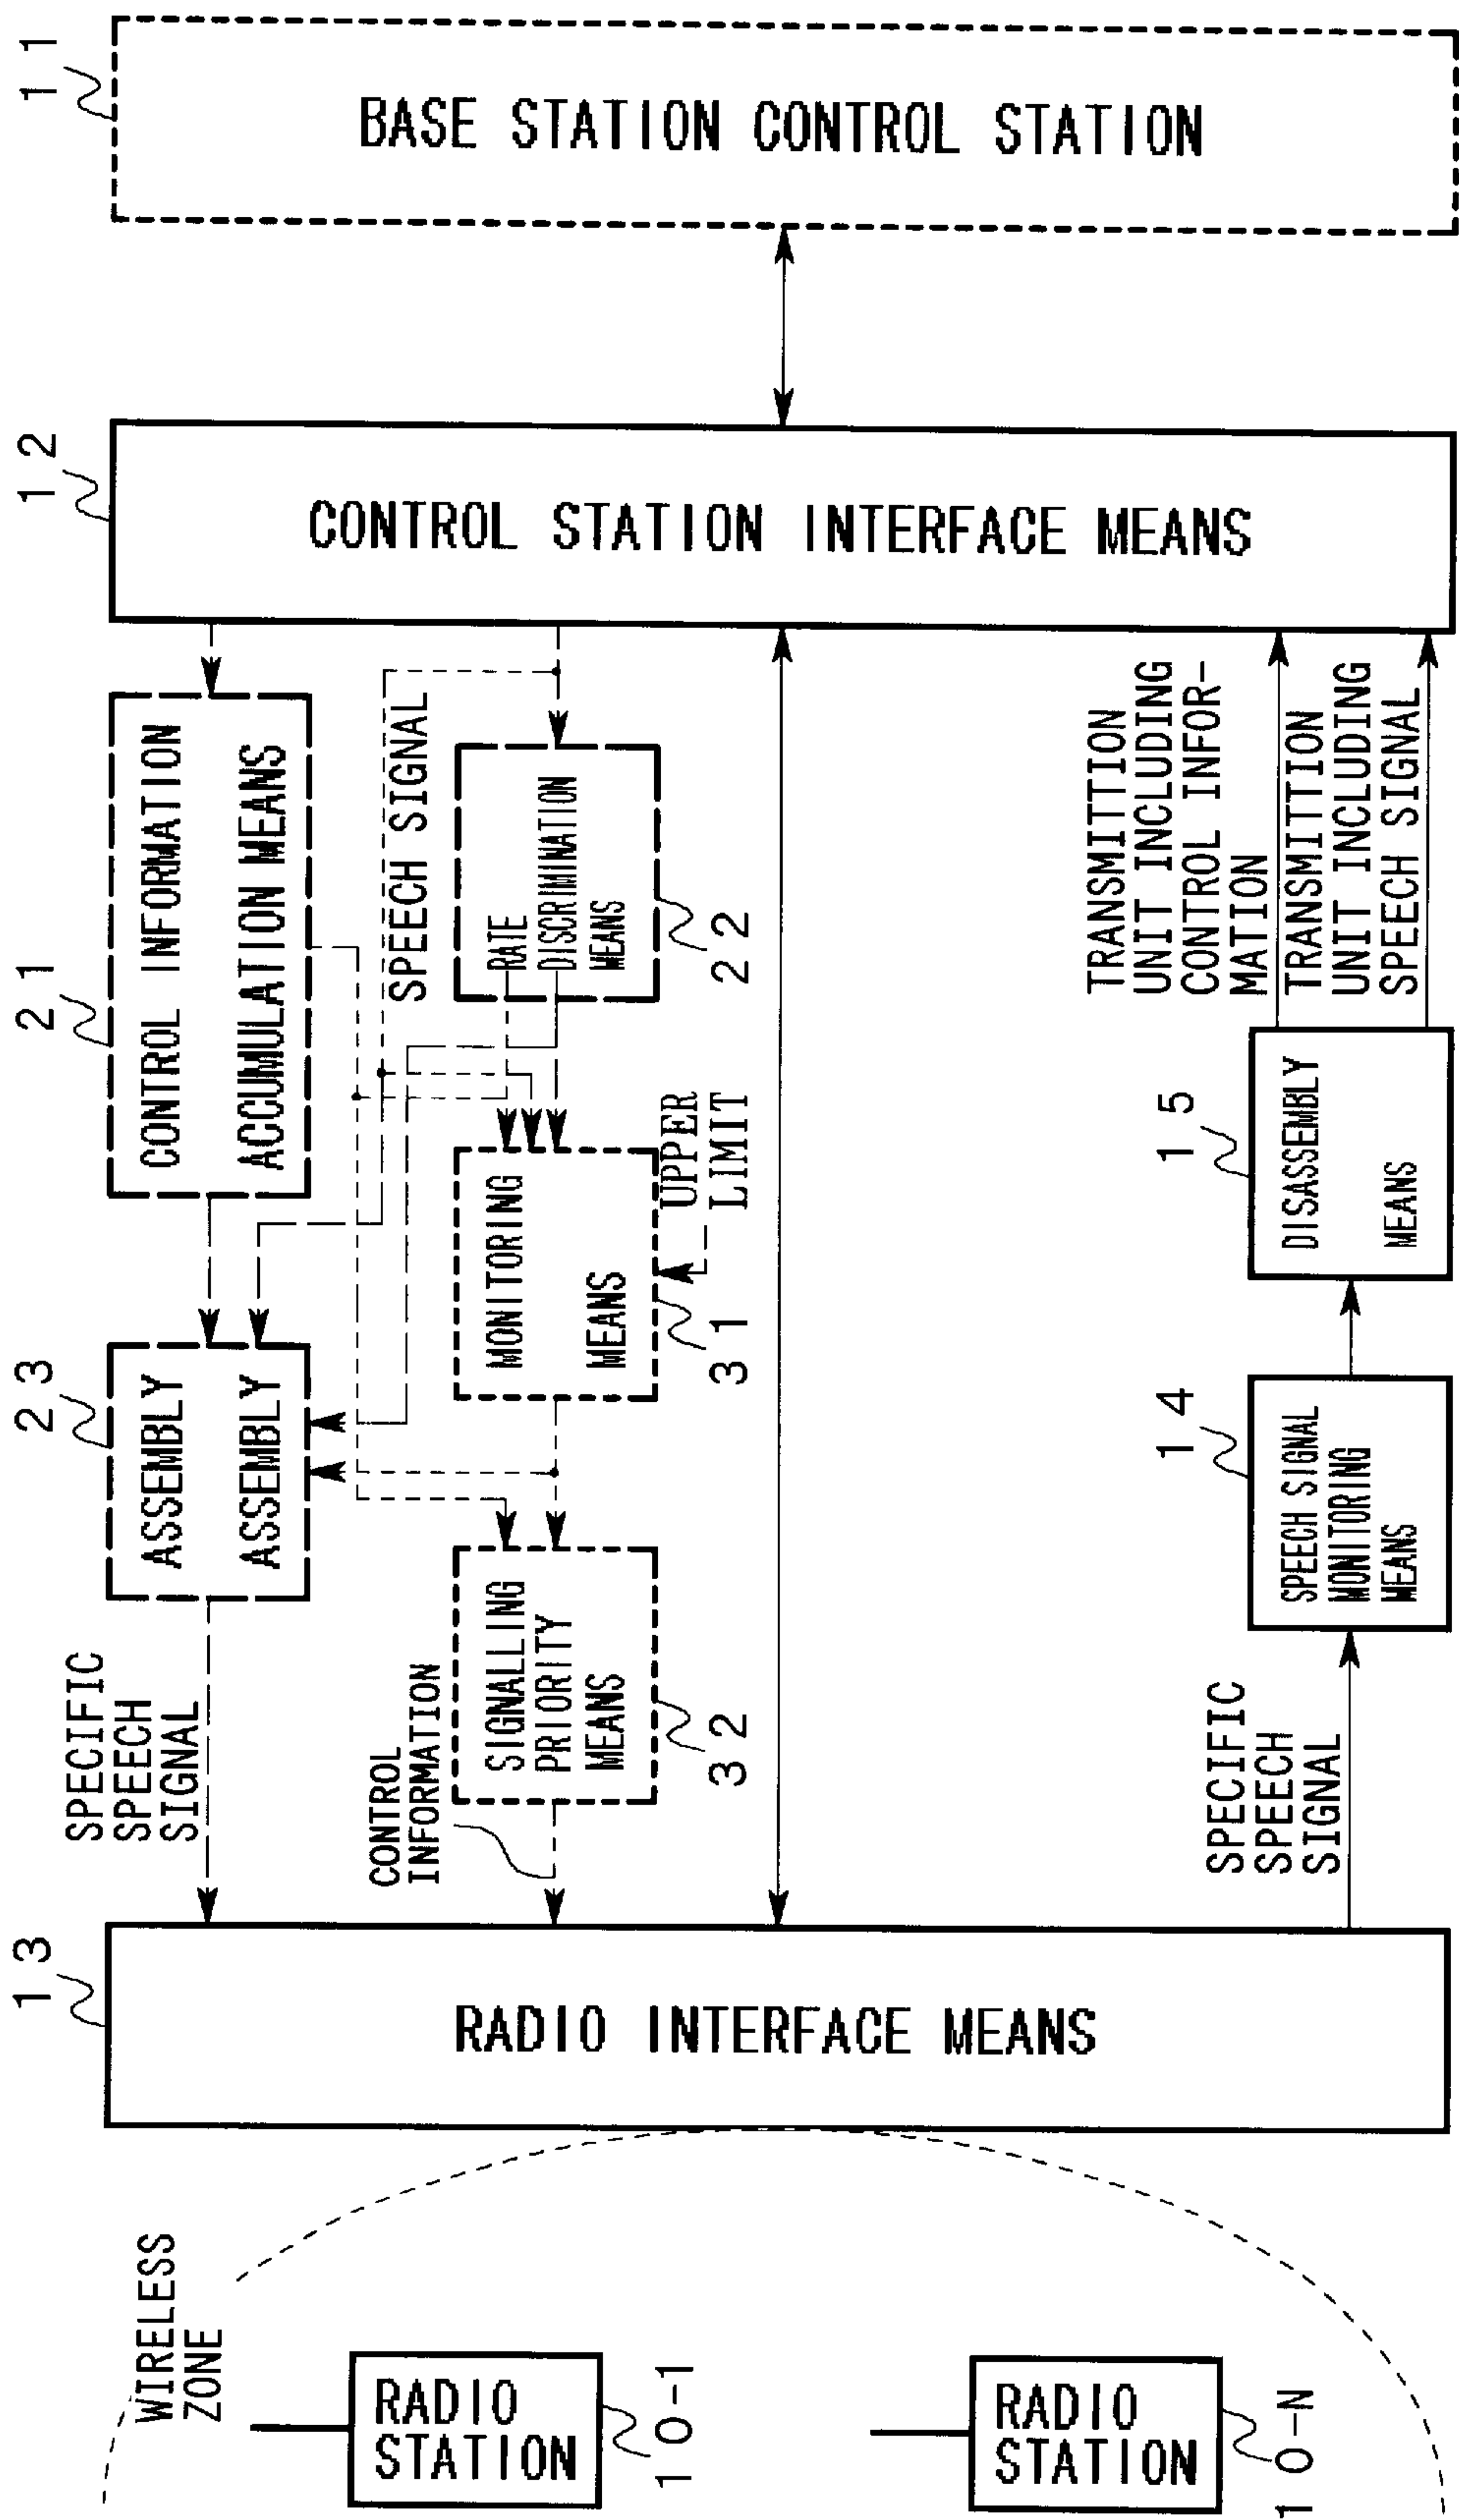 WIRELESS
ZONE
RADIO
STATION
10-1
RADIO
STATION
10-N
13
RADIO INTERFACE MEANS
SPECIFIC
SPEECH
SIGNAL
CONTROL
INFORMATION
23
ASSEMBLY
ASSEMBLY
SIGNALLING
PRIORITY
MEANS
32
MONITORING
MEANS
31
UPPER
LIMIT
21
CONTROL INFORMATION
ACCUMULATION MEANS
SPEECH SIGNAL
RATE
DISCRIMINATION
MEANS
22
SPECIFIC
SPEECH
SIGNAL
14
SPEECH SIGNAL
MONITORING
MEANS
15
DISASSEMBLY
MEANS
TRANSMITION
UNIT INCLUDING
CONTROL INFOR-
MATION
TRANSMITTION
UNIT INCLUDING
SPEECH SIGNAL
12
CONTROL STATION INTERFACE MEANS
11
BASE STATION CONTROL STATION